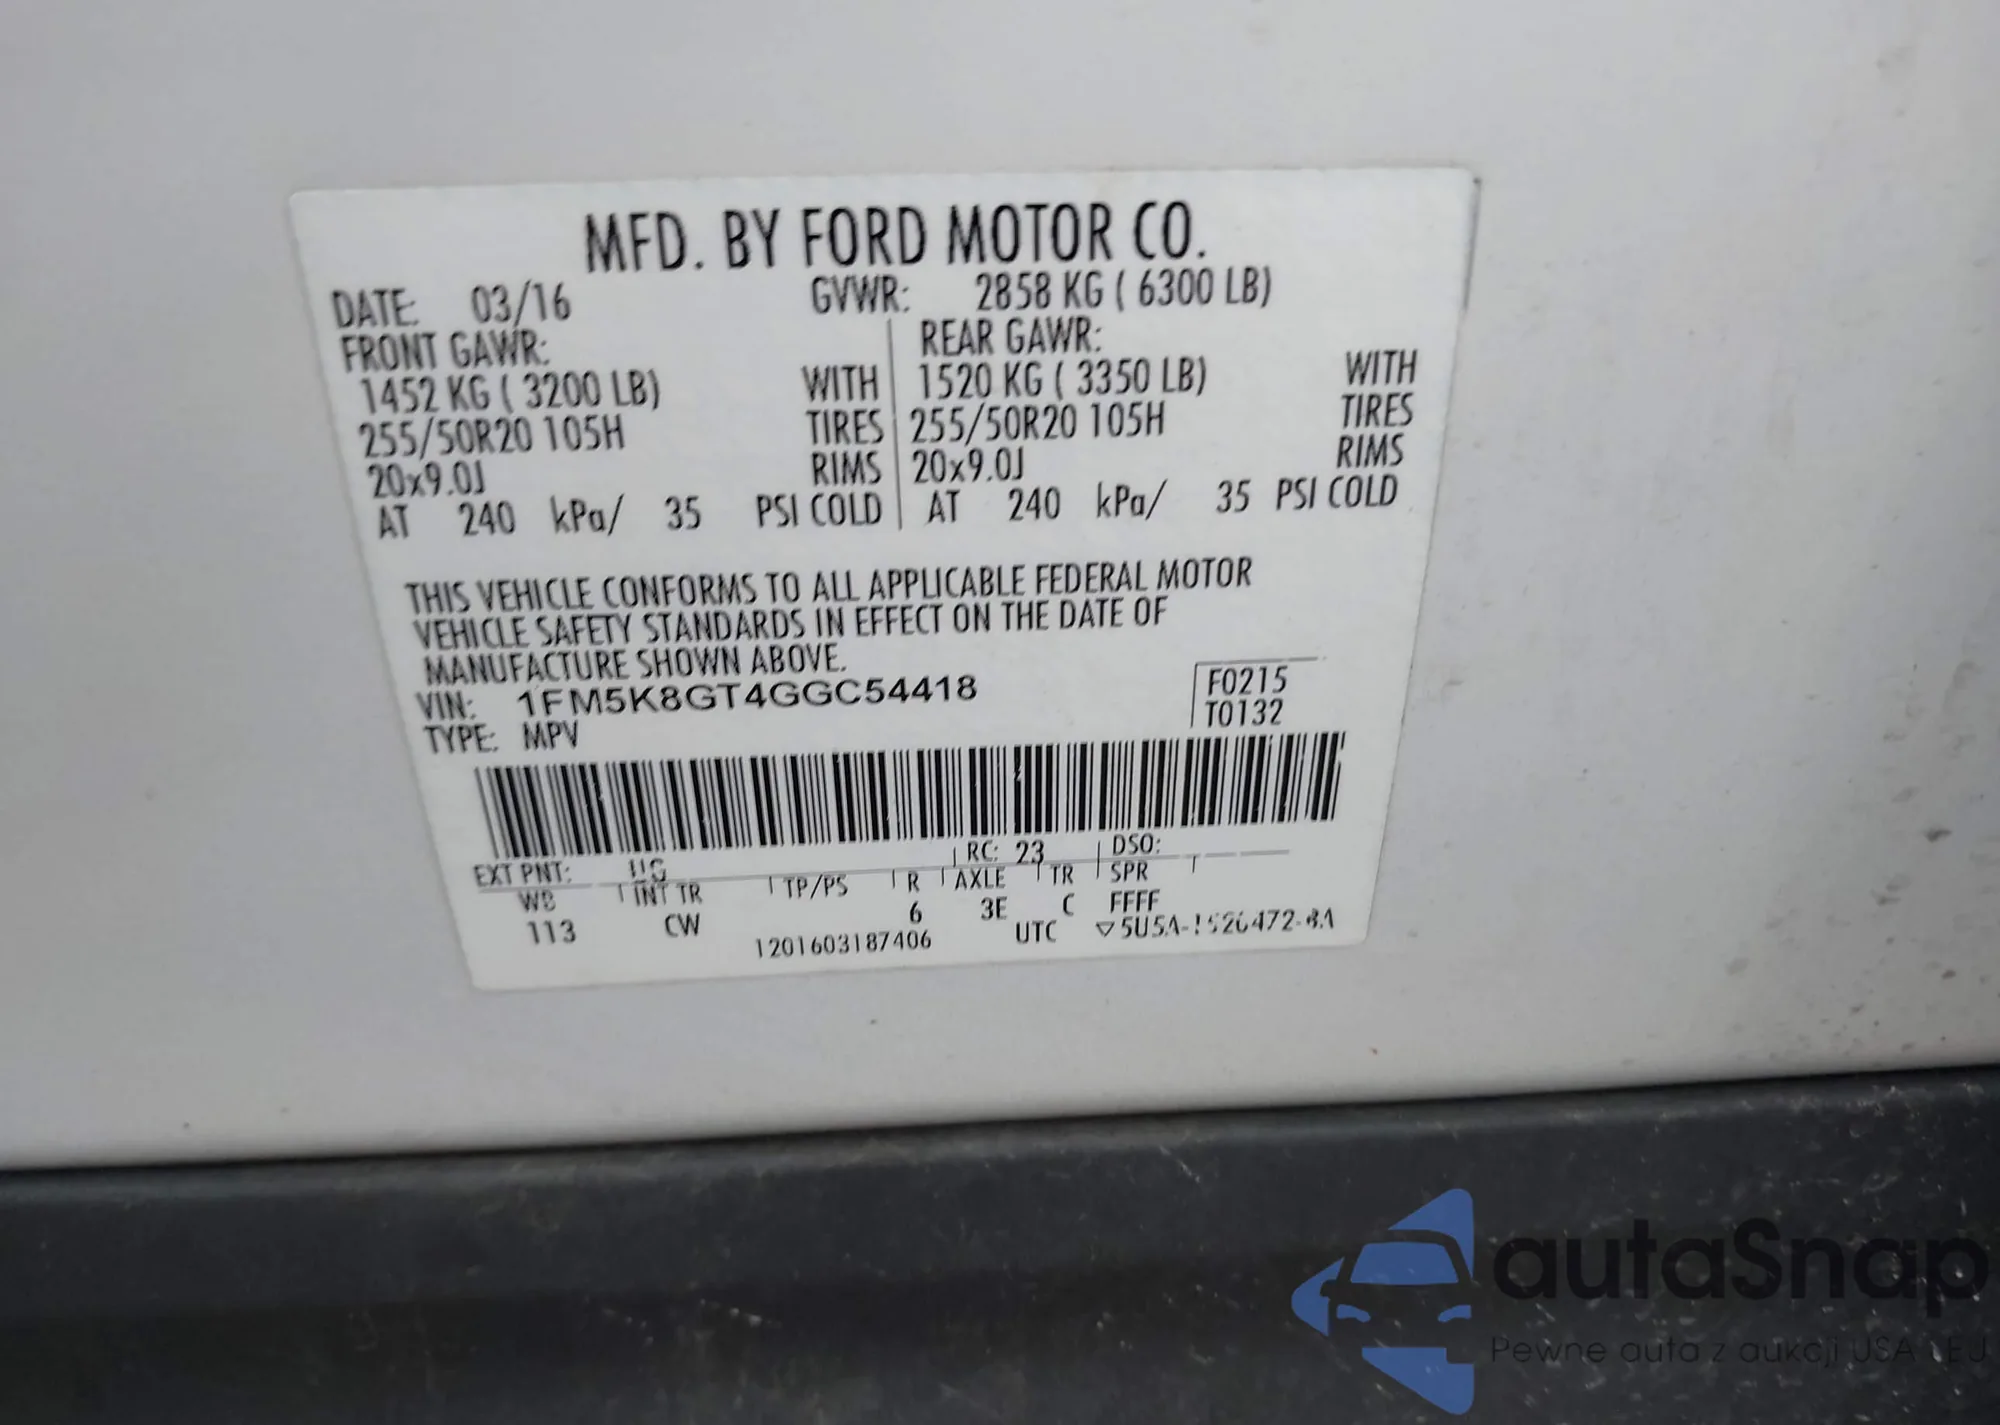 MFD. BY FORD MOTOR CO.
DATE: 03/16 GVWR: 2858 KG ( 6300 LB)
FRONT GAWR: REAR GAWR:
1452 KG ( 3200 LB) WITH 1520 KG ( 3350 LB) WITH
255/50R20 105H TIRES 255/50R20 105H TIRES
20x9.0J RIMS 20x9.0J RIMS
AT 240 kPa/ 35 PSI COLD AT 240 kPa/ 35 PSI COLD
THIS VEHICLE CONFORMS TO ALL APPLICABLE FEDERAL MOTOR
VEHICLE SAFETY STANDARDS IN EFFECT ON THE DATE OF
MANUFACTURE SHOWN ABOVE.
VIN: 1FM5K8GT4GGC54418 F0215
TYPE: MPV T0132
EXT PNT: UG RC: 23 DSO:
WB INT TR TP/PS R AXLE TR SPR
113 CW 6 3E C FFFF
1201603187406 UTC
autaSnap
Pewne auta z aukcji USA i EU